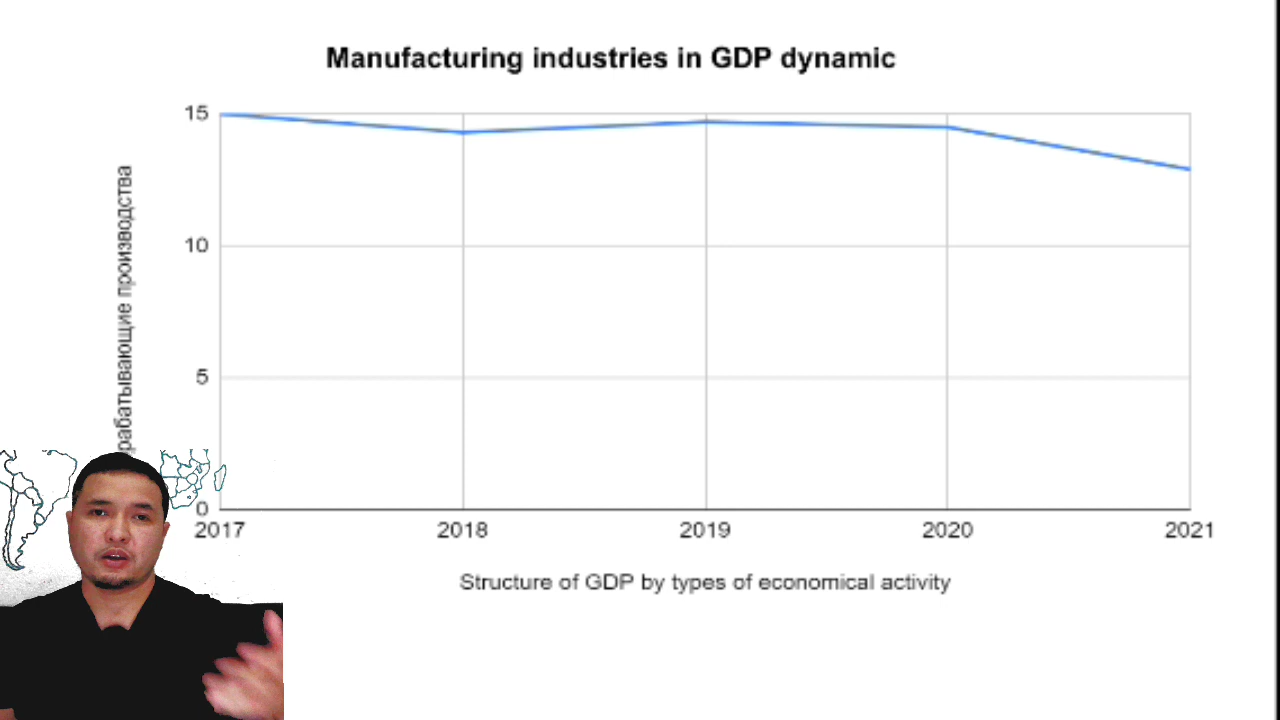 Manufacturing industries in GDP dynamic
15
10
5
0
производства
2017 2018 2019 2020 2021
Structure of GDP by types of economical activity